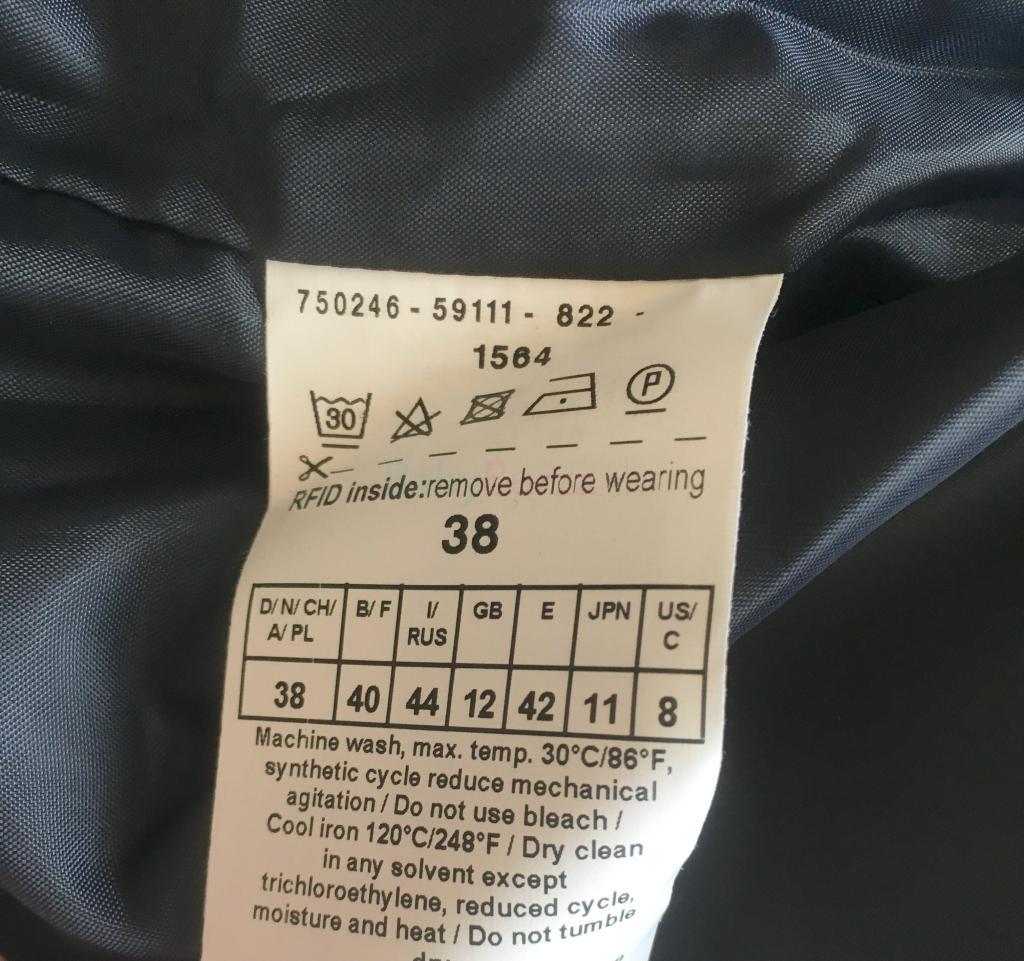 750246 - 59111 - 822 -
1564
30 P
RFID inside:remove before wearing
38
D/ N/ CH/ A/ PL B/ F I/ RUS GB E JPN US/ C
38 40 44 12 42 11 8
Machine wash, max. temp. 30°C/86°F,
synthetic cycle reduce mechanical
agitation / Do not use bleach /
Cool iron 120°C/248°F / Dry clean
in any solvent except
trichloroethylene, reduced cycle,
moisture and heat / Do not tumble